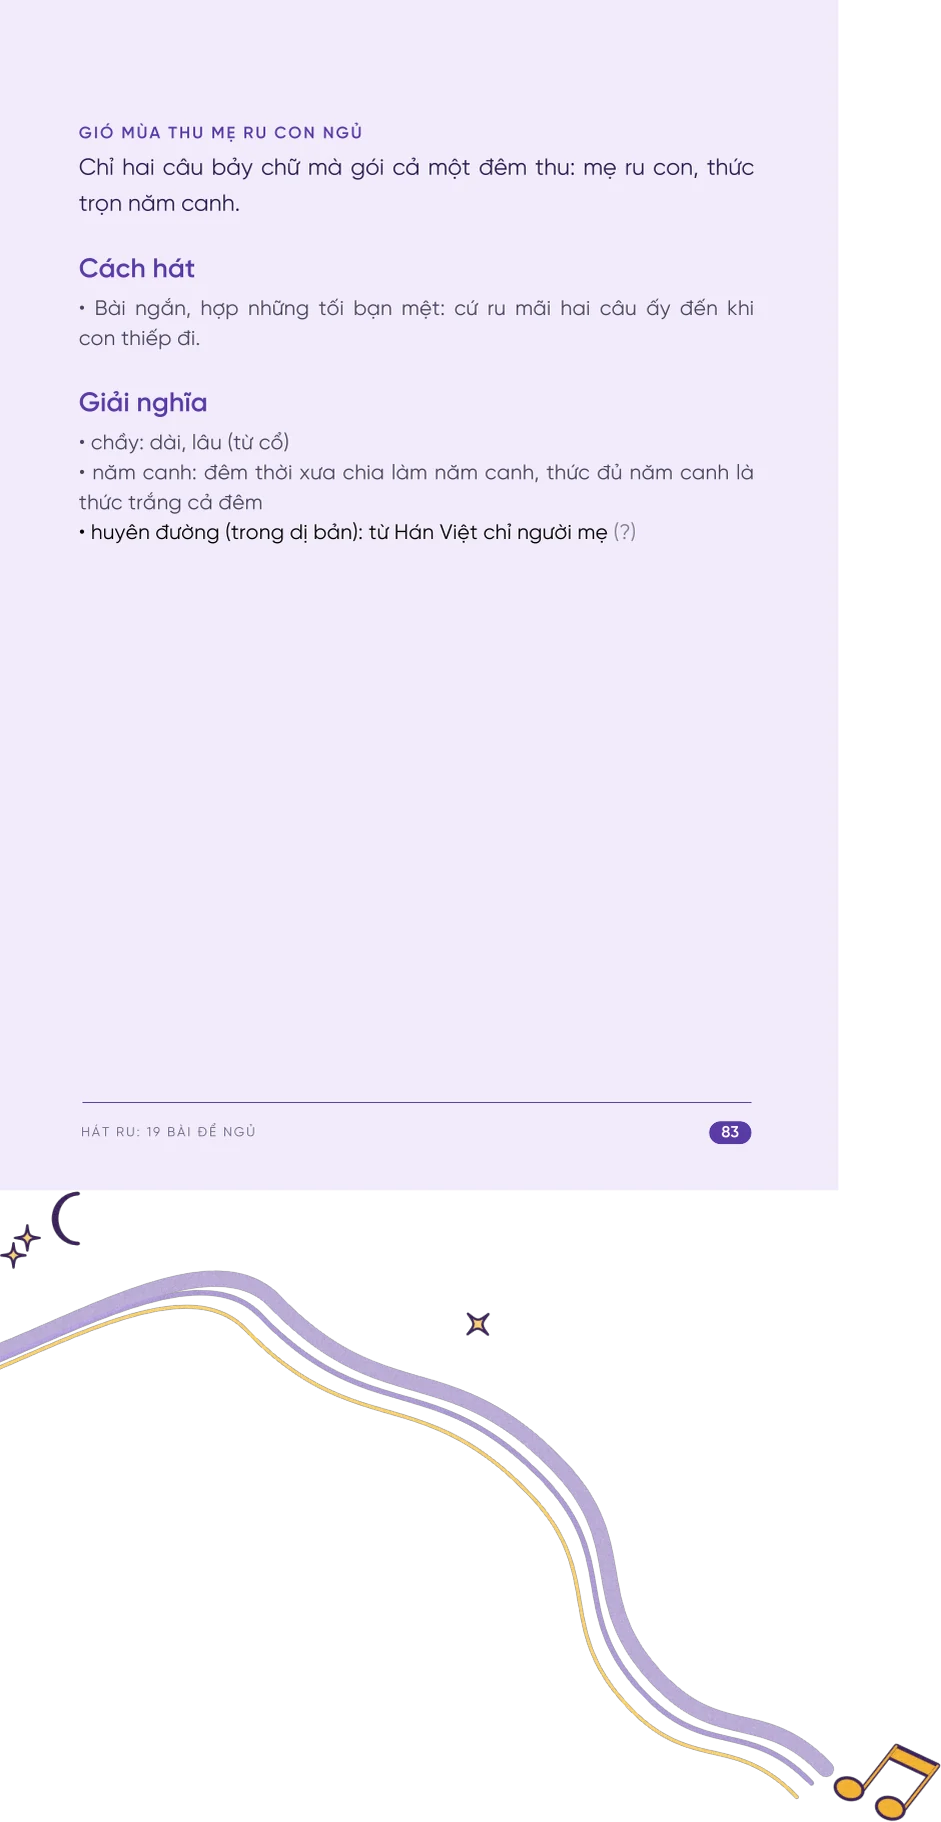 GIÓ MÙA THU MẸ RU CON NGỦ
Chỉ hai câu bảy chữ mà gói cả một đêm thu: mẹ ru con, thức
trọn năm canh.
Cách hát
• Bài ngắn, hợp những tối bạn mệt: cứ ru mãi hai câu ấy đến khi
con thiếp đi.
Giải nghĩa
• chầy: dài, lâu (từ cổ)
• năm canh: đêm thời xưa chia làm năm canh, thức đủ năm canh là
thức trắng cả đêm
• huyên đường (trong dị bản): từ Hán Việt chỉ người mẹ (?)
HÁT RU: 19 BÀI ĐỂ NGỦ
83